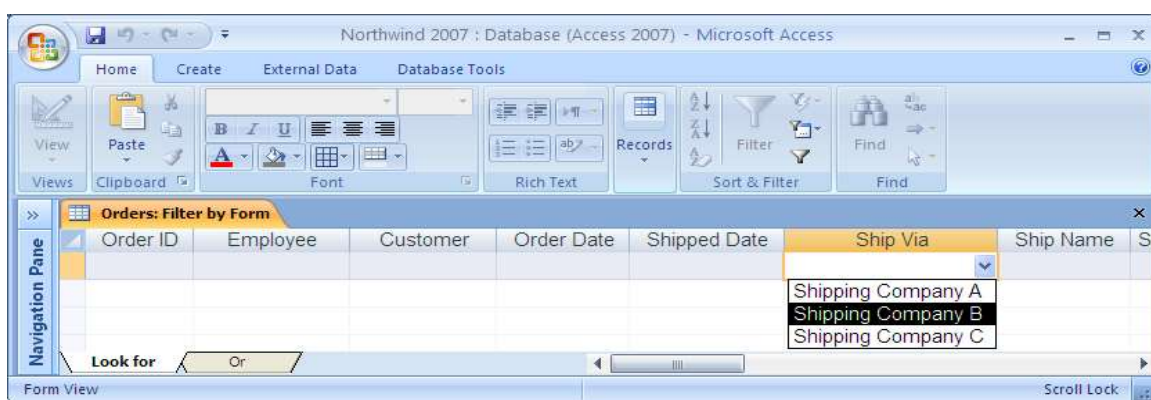 Northwind 2007 : Database (Access 2007) - Microsoft Access
Home Create External Data Database Tools
View Paste B I U A Records Filter Find
Views Clipboard Font Rich Text Sort & Filter Find
Orders: Filter by Form
Navigation Pane
Order ID Employee Customer Order Date Shipped Date Ship Via Ship Name S
Shipping Company A
Shipping Company B
Shipping Company C
Look for Or
Form View Scroll Lock